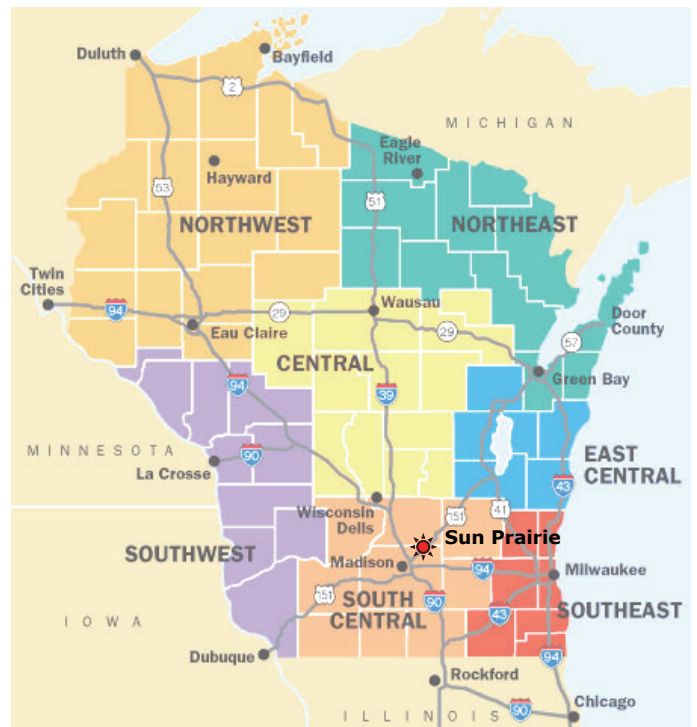 Duluth
Bayfield
2
MICHIGAN
Eagle
River
Hayward
53
51
NORTHWEST
NORTHEAST
Twin
Cities
94
29
Wausau
Door
County
Eau Claire
29
57
CENTRAL
Green Bay
94
39
MINNESOTA
90
La Crosse
EAST
CENTRAL
43
Wisconsin
Dells
151
41
Sun Prairie
SOUTHWEST
Madison
94
Milwaukee
151
SOUTH
CENTRAL
90
43
SOUTHEAST
IOWA
Dubuque
94
Rockford
90
Chicago
ILLINOIS